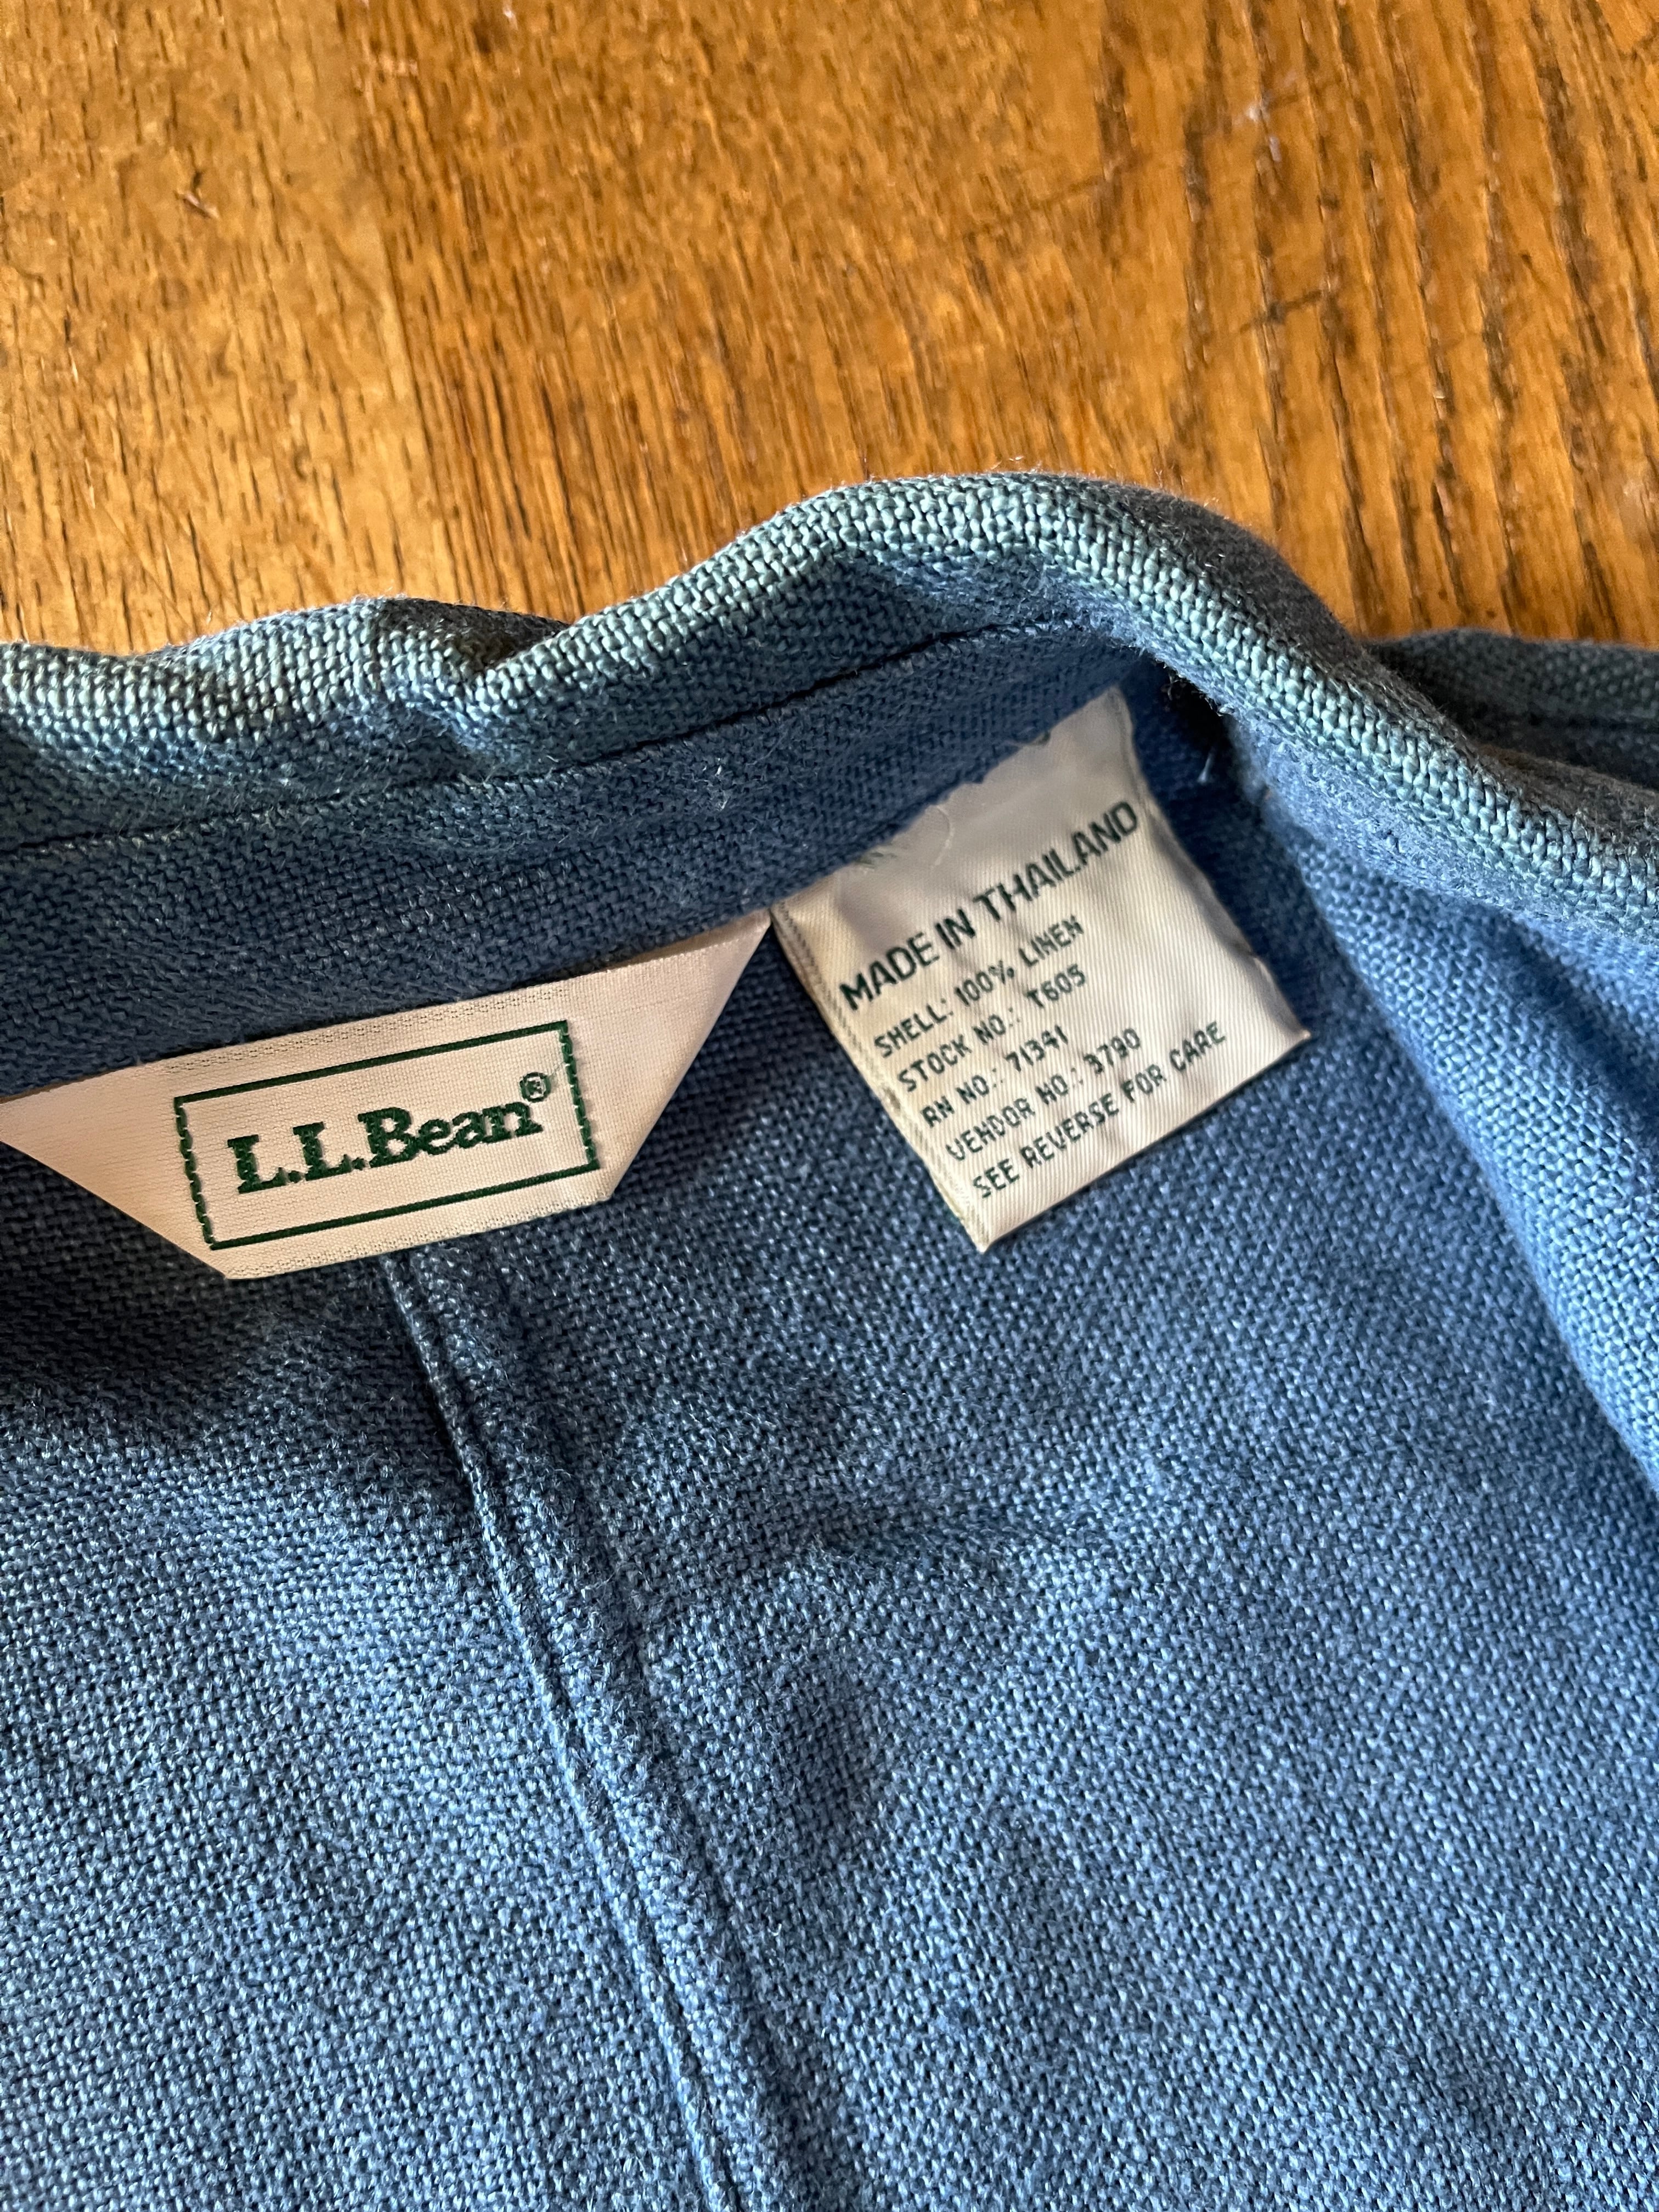 L.L.Bean®
MADE IN THAILAND
SHELL: 100% LINEN
STOCK NO.: T605
RN NO.: 71341
VENDOR NO.: 3790
SEE REVERSE FOR CARE